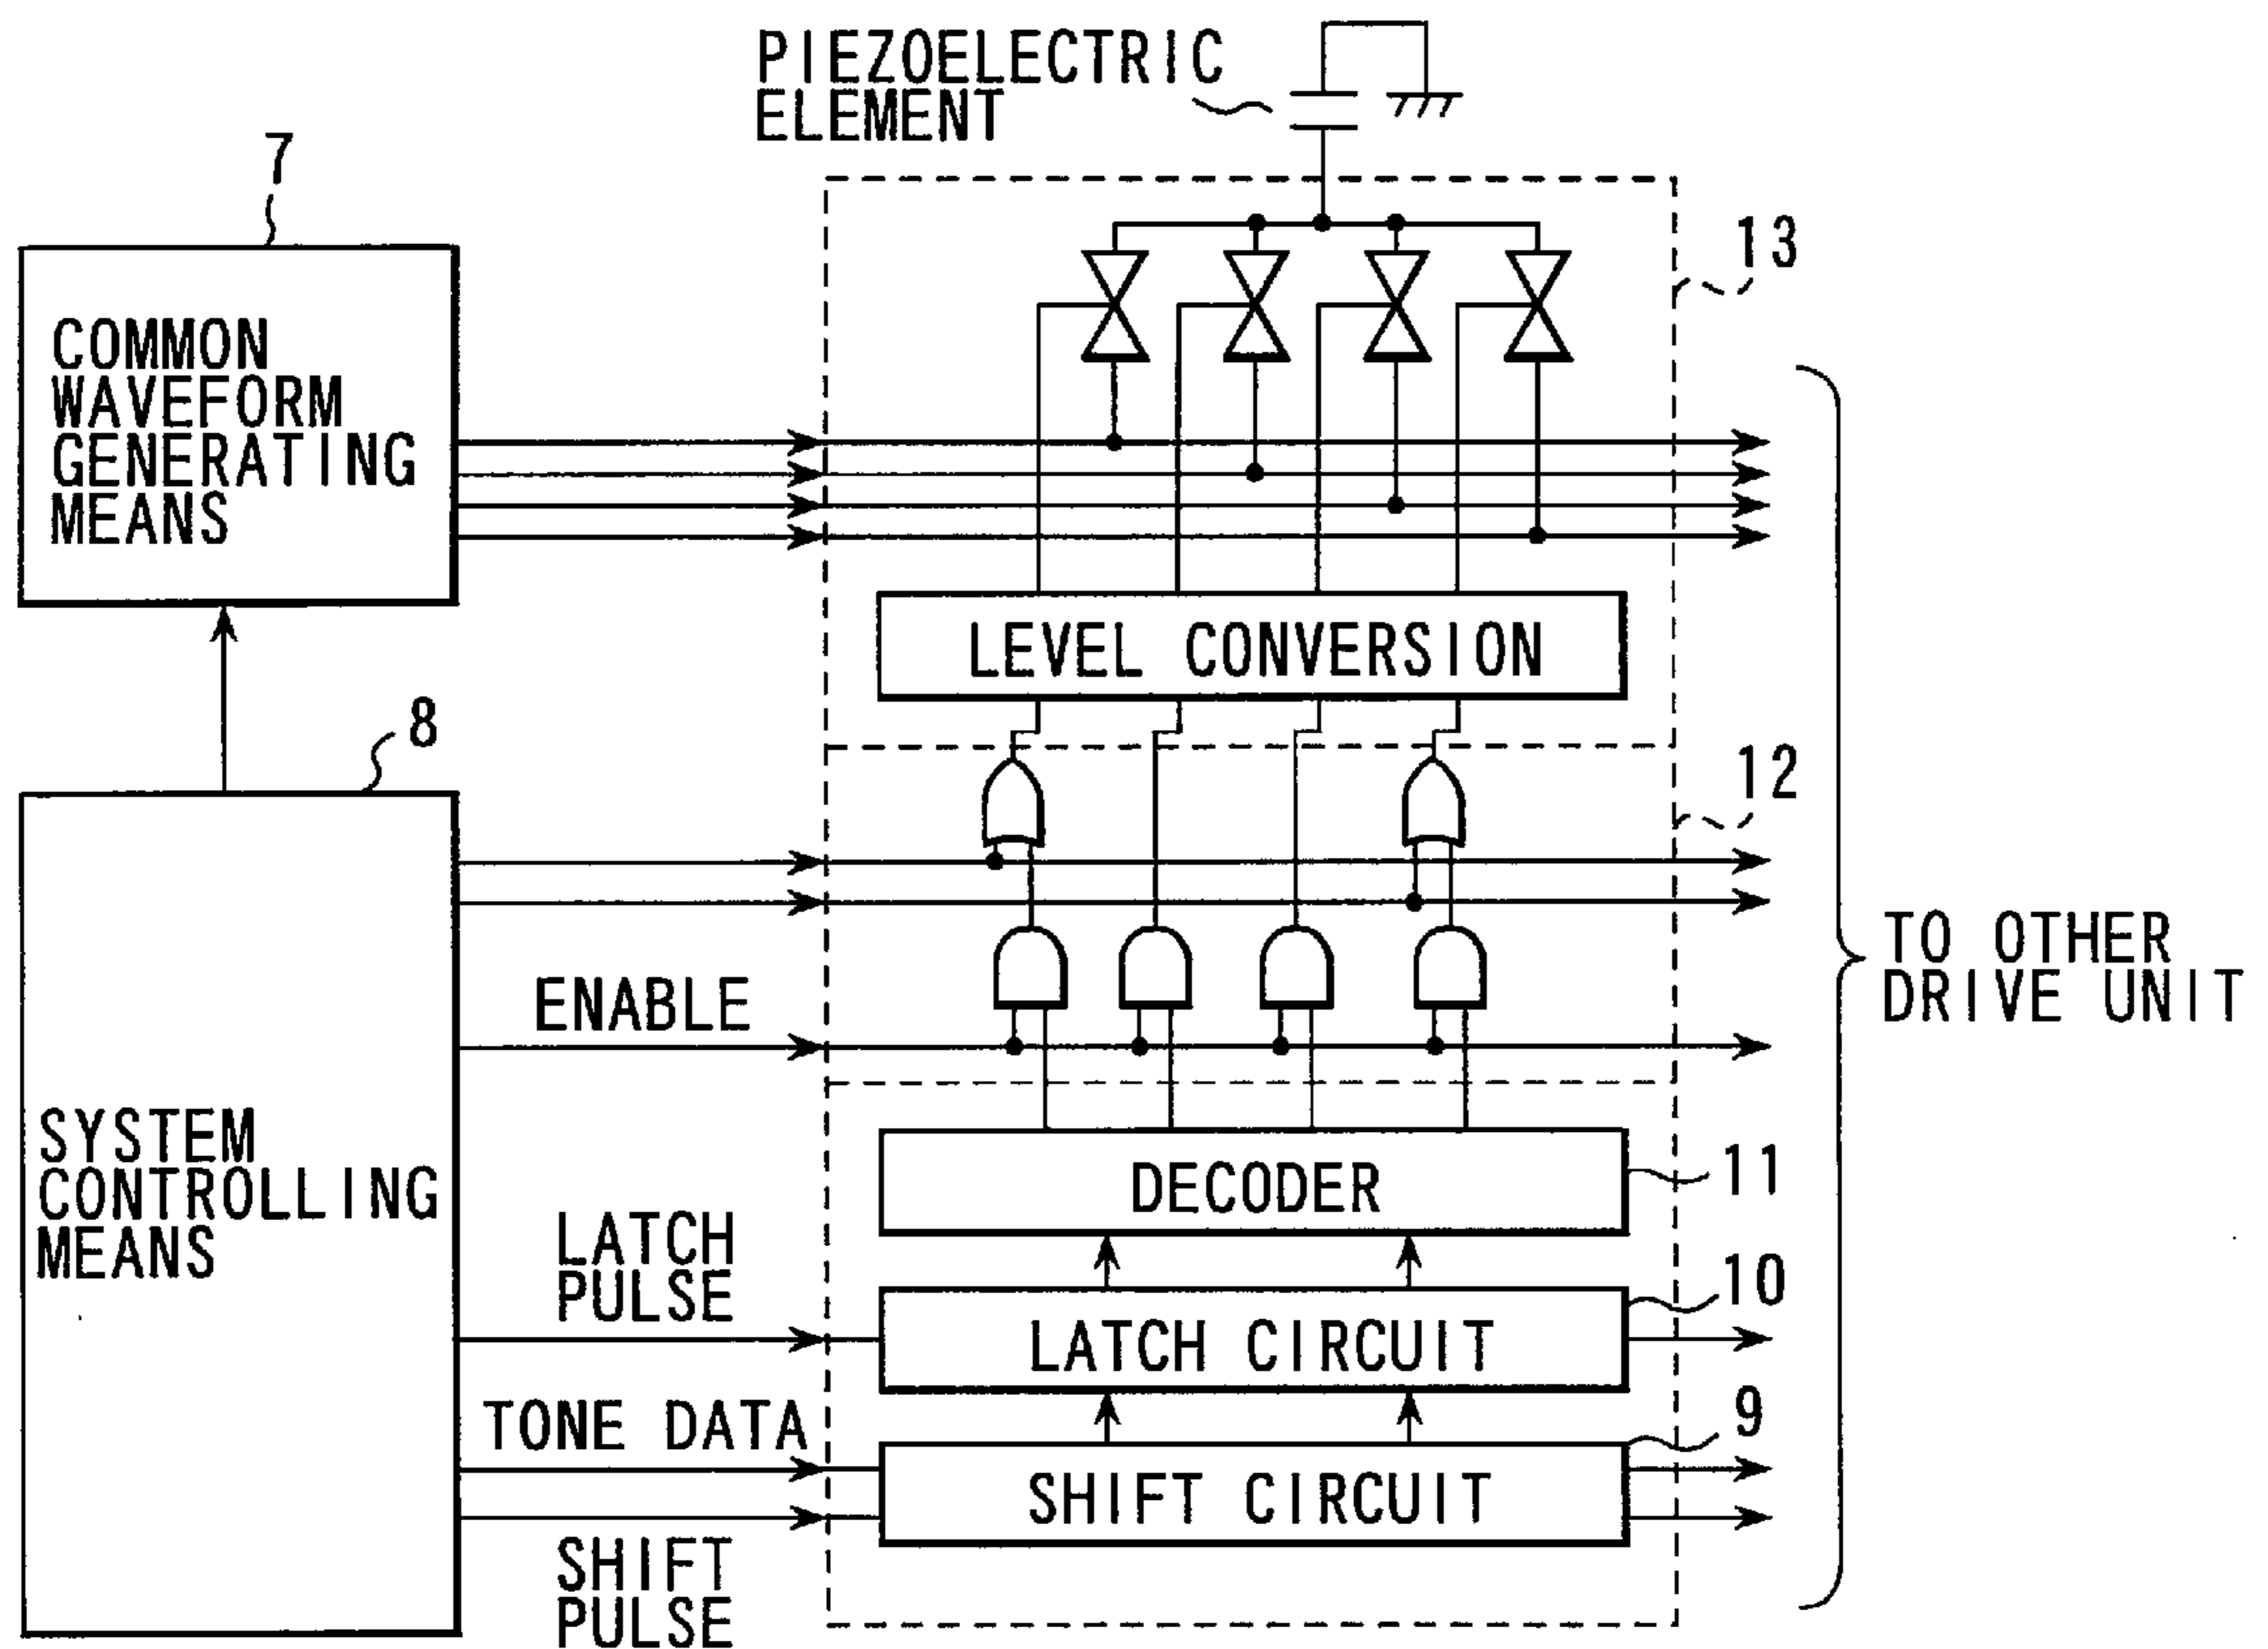 PIEZOELECTRIC
ELEMENT
7
13
COMMON
WAVEFORM
GENERATING
MEANS
LEVEL CONVERSION
8
12
TO OTHER
DRIVE UNIT
ENABLE
SYSTEM
CONTROLLING
MEANS
DECODER
11
LATCH
PULSE
10
LATCH CIRCUIT
TONE DATA
9
SHIFT CIRCUIT
SHIFT
PULSE